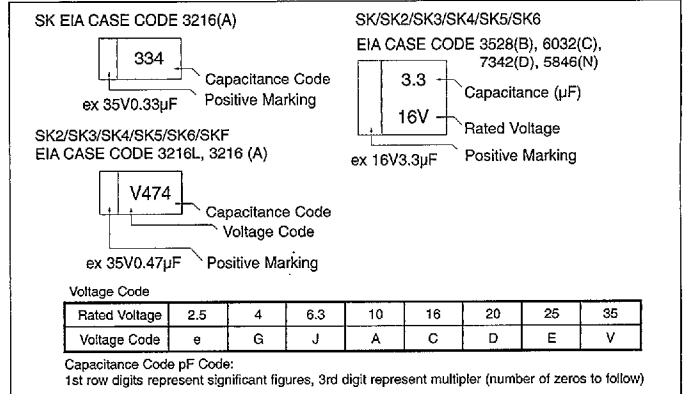 SK EIA CASE CODE 3216(A)
334
Capacitance Code
Positive Marking
ex 35V0.33µF
SK2/SK3/SK4/SK5/SK6/SKF
EIA CASE CODE 3216L, 3216 (A)
V474
Capacitance Code
Voltage Code
ex 35V0.47µF
Positive Marking
SK/SK2/SK3/SK4/SK5/SK6
EIA CASE CODE 3528(B), 6032(C),
7342(D), 5846(N)
3.3
Capacitance (µF)
16V
Rated Voltage
ex 16V3.3µF
Positive Marking
Voltage Code
Rated Voltage 2.5 4 6.3 10 16 20 25 35
Voltage Code e G J A C D E V
Capacitance Code pF Code:
1st row digits represent significant figures, 3rd digit represent multipler (number of zeros to follow)